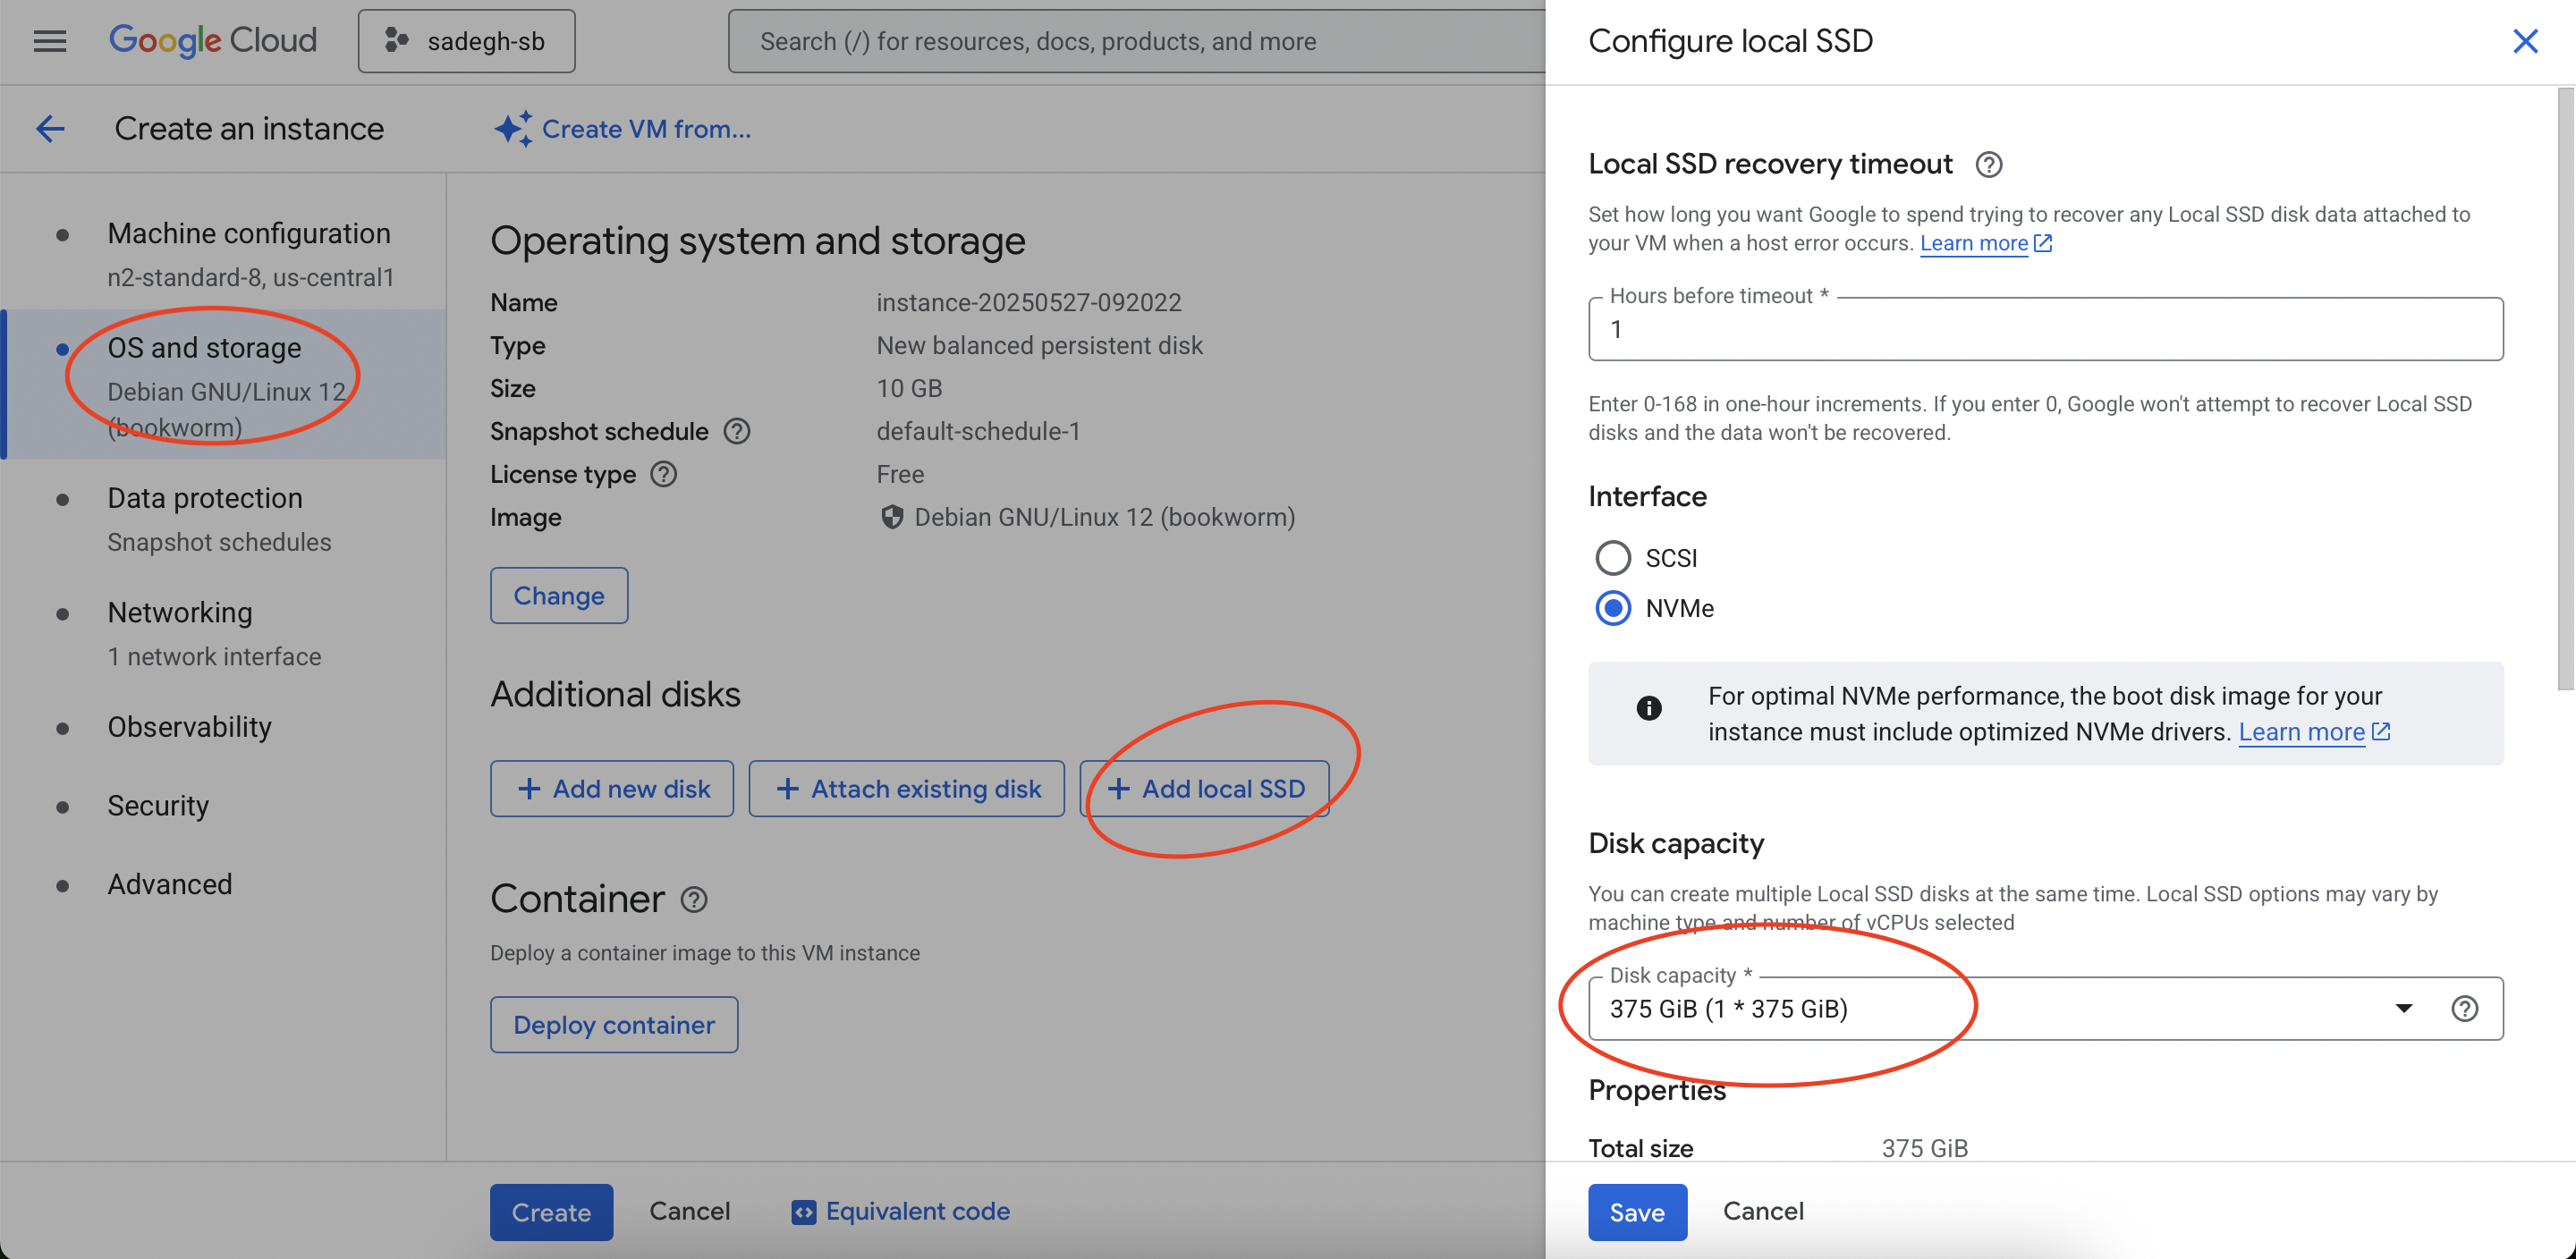 Google Cloud
sadegh-sb
Search (/) for resources, docs, products, and more
Create an instance
Create VM from...
Machine configuration
n2-standard-8, us-central1
OS and storage
Debian GNU/Linux 12
(bookworm)
Data protection
Snapshot schedules
Networking
1 network interface
Observability
Security
Advanced
Operating system and storage
Name instance-20250527-092022
Type New balanced persistent disk
Size 10 GB
Snapshot schedule default-schedule-1
License type Free
Image Debian GNU/Linux 12 (bookworm)
Change
Additional disks
+ Add new disk
+ Attach existing disk
+ Add local SSD
Container
Deploy a container image to this VM instance
Deploy container
Create
Cancel
Equivalent code
Configure local SSD
Local SSD recovery timeout
Set how long you want Google to spend trying to recover any Local SSD disk data attached to
your VM when a host error occurs. Learn more
Hours before timeout *
1
Enter 0-168 in one-hour increments. If you enter 0, Google won't attempt to recover Local SSD
disks and the data won't be recovered.
Interface
SCSI
NVMe
For optimal NVMe performance, the boot disk image for your
instance must include optimized NVMe drivers. Learn more
Disk capacity
You can create multiple Local SSD disks at the same time. Local SSD options may vary by
machine type and number of vCPUs selected
Disk capacity *
375 GiB (1 * 375 GiB)
Properties
Total size 375 GiB
Save
Cancel